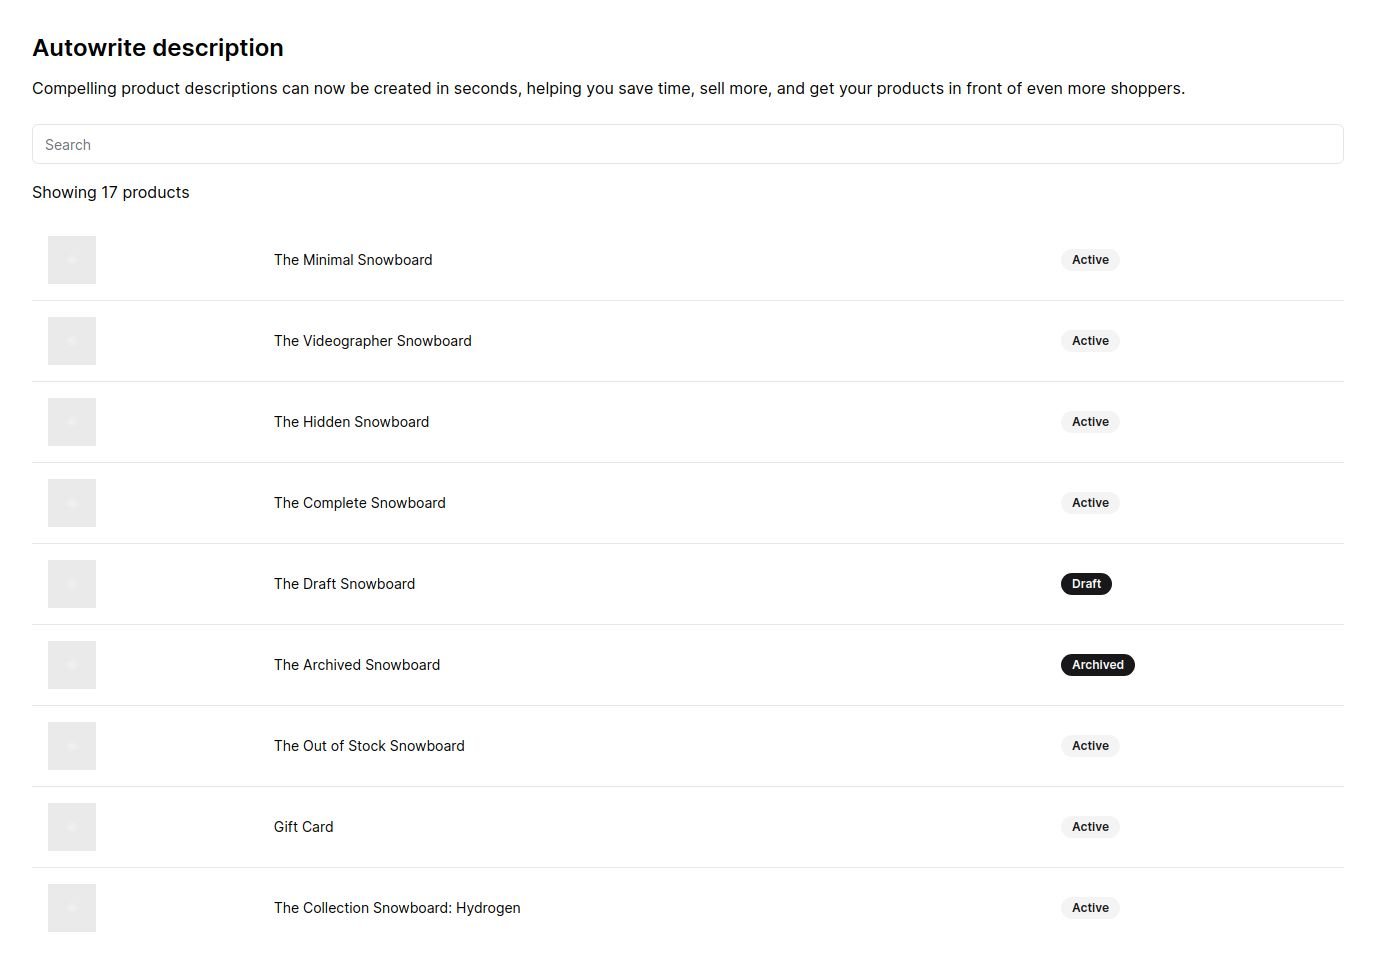 Autowrite description
Compelling product descriptions can now be created in seconds, helping you save time, sell more, and get your products in front of even more shoppers.
Search
Showing 17 products
The Minimal Snowboard Active
The Videographer Snowboard Active
The Hidden Snowboard Active
The Complete Snowboard Active
The Draft Snowboard Draft
The Archived Snowboard Archived
The Out of Stock Snowboard Active
Gift Card Active
The Collection Snowboard: Hydrogen Active